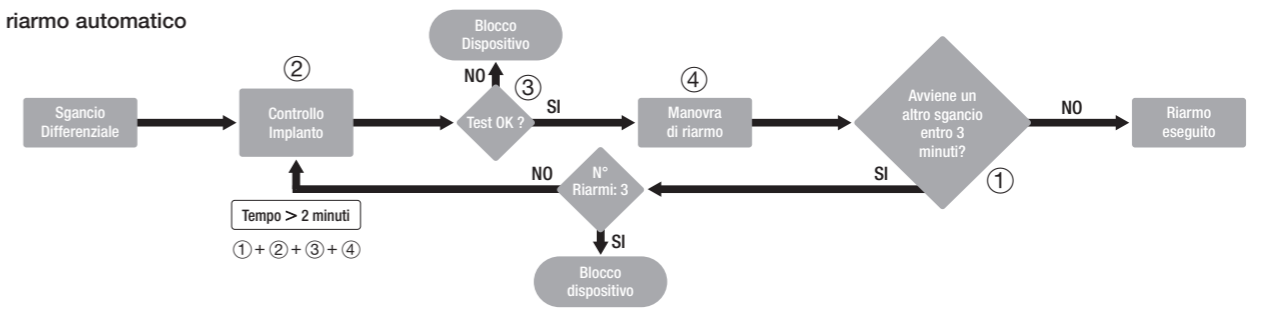 riarmo automatico
Blocco
Dispositivo
NO
③
②
④
Sgancio
Differenziale
Controllo
Implanto
Test OK ?
SI
Manovra
di riarmo
Avviene un
altro sgancio
entro 3
minuti?
NO
Riarmo
eseguito
①
SI
N°
Riarmi: 3
NO
SI
Tempo > 2 minuti
①+②+③+④
Blocco
dispositivo